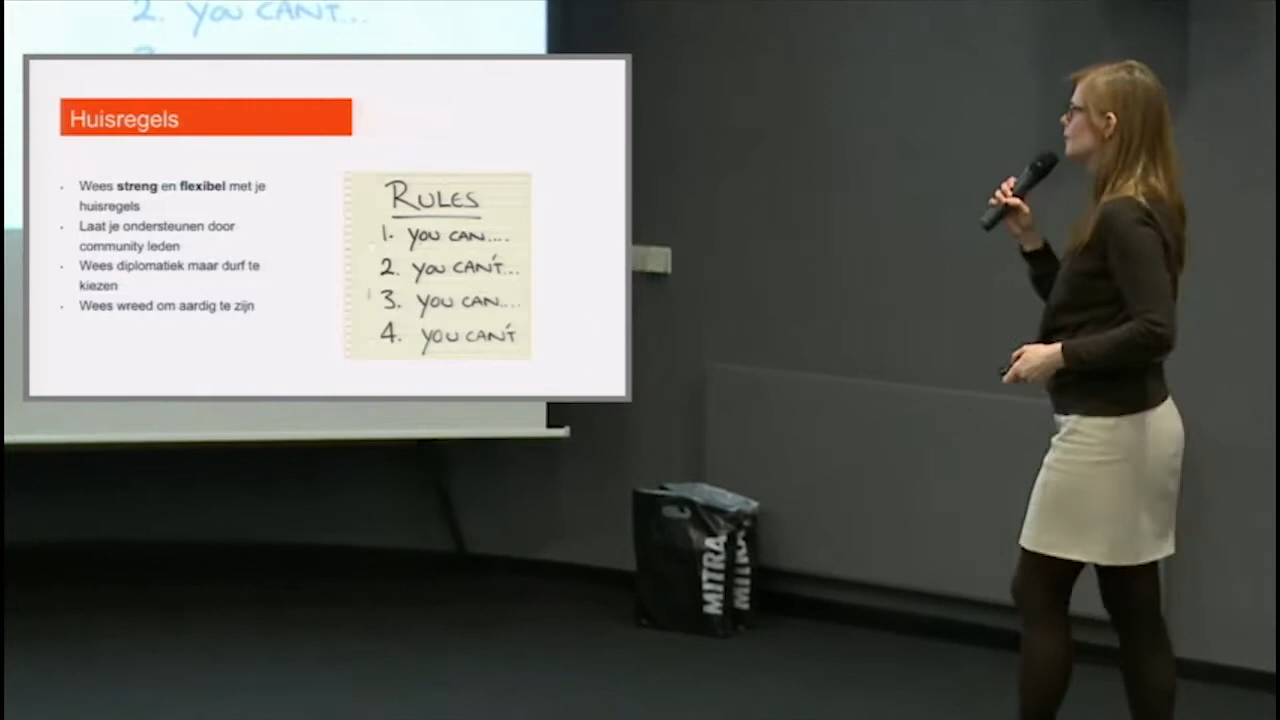 2. YOU CAN'T...
Huisregels
Wees streng en flexibel met je
huisregels
Laat je ondersteunen door
community leden
Wees diplomatiek maar durf te
kiezen
Wees wreed om aardig te zijn
RULES
1. YOU CAN....
2. YOU CAN'T...
3. YOU CAN....
4. YOU CAN'T
MITRA
MITRA